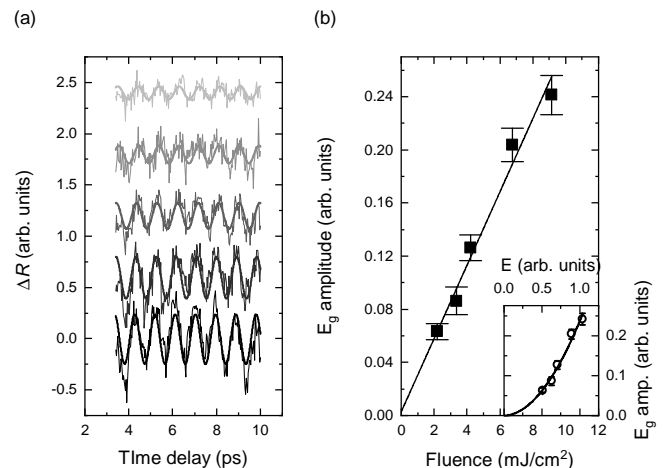 (a)
(b)
2.5
2.0
1.5
1.0
0.5
0.0
-0.5
ΔR (arb. units)
2 4 6 8 10
TIme delay (ps)
0.24
0.20
0.16
0.12
0.08
0.04
0.00
Eg amplitude (arb. units)
0 2 4 6 8 10 12
Fluence (mJ/cm²)
E (arb. units)
0.0 0.5 1.0
0.2
0.1
0.0
Eg amp. (arb. units)